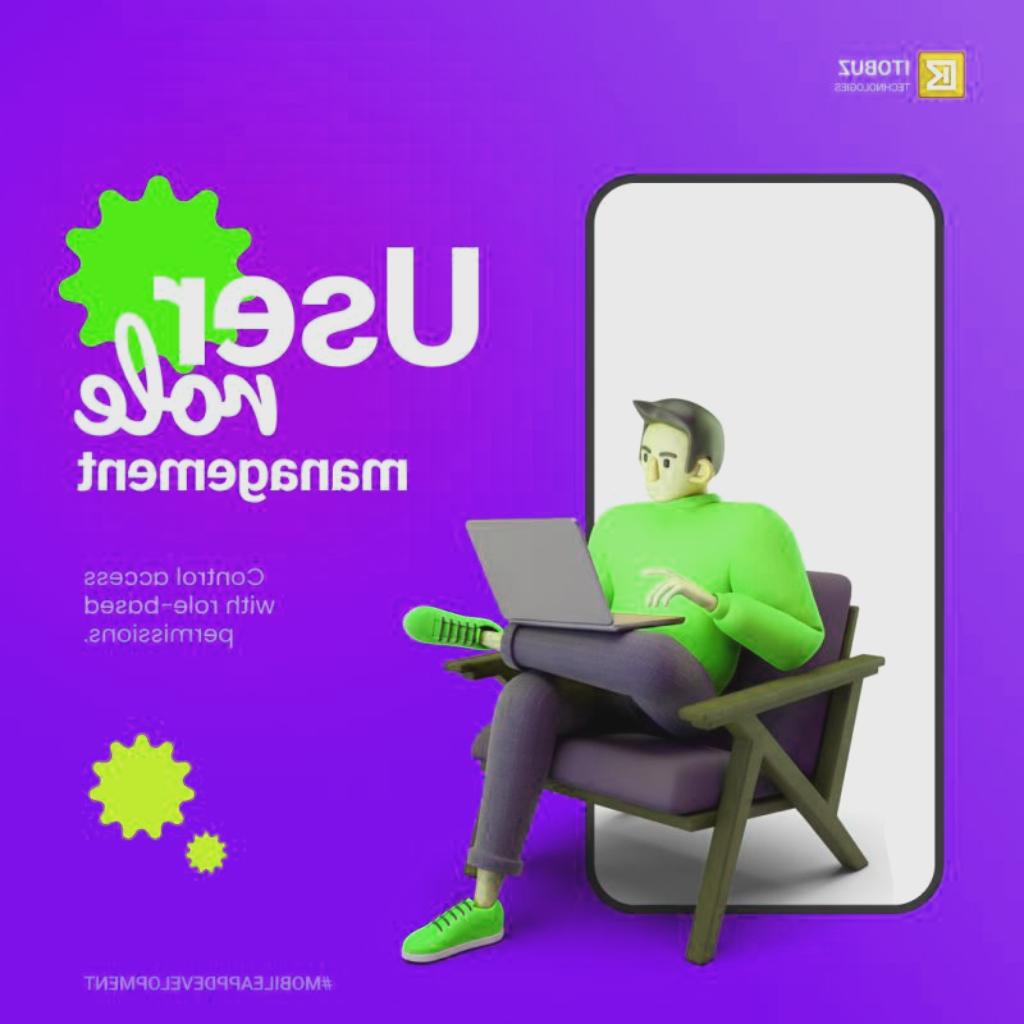 ITOBUZ
TECHNOLOGIES
User
role
management
Control access
with role-based
permissions.
#MOBILEAPPDEVELOPMENT